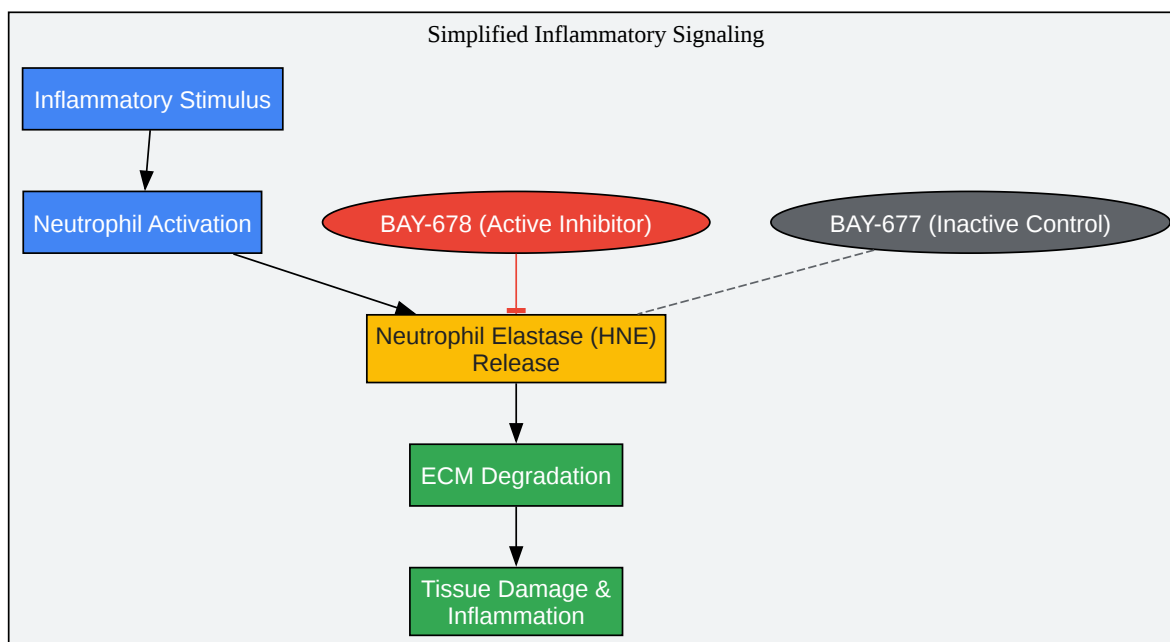 Simplified Inflammatory Signaling
Inflammatory Stimulus
Neutrophil Activation
BAY-678 (Active Inhibitor)
BAY-677 (Inactive Control)
Neutrophil Elastase (HNE)
Release
ECM Degradation
Tissue Damage &
Inflammation